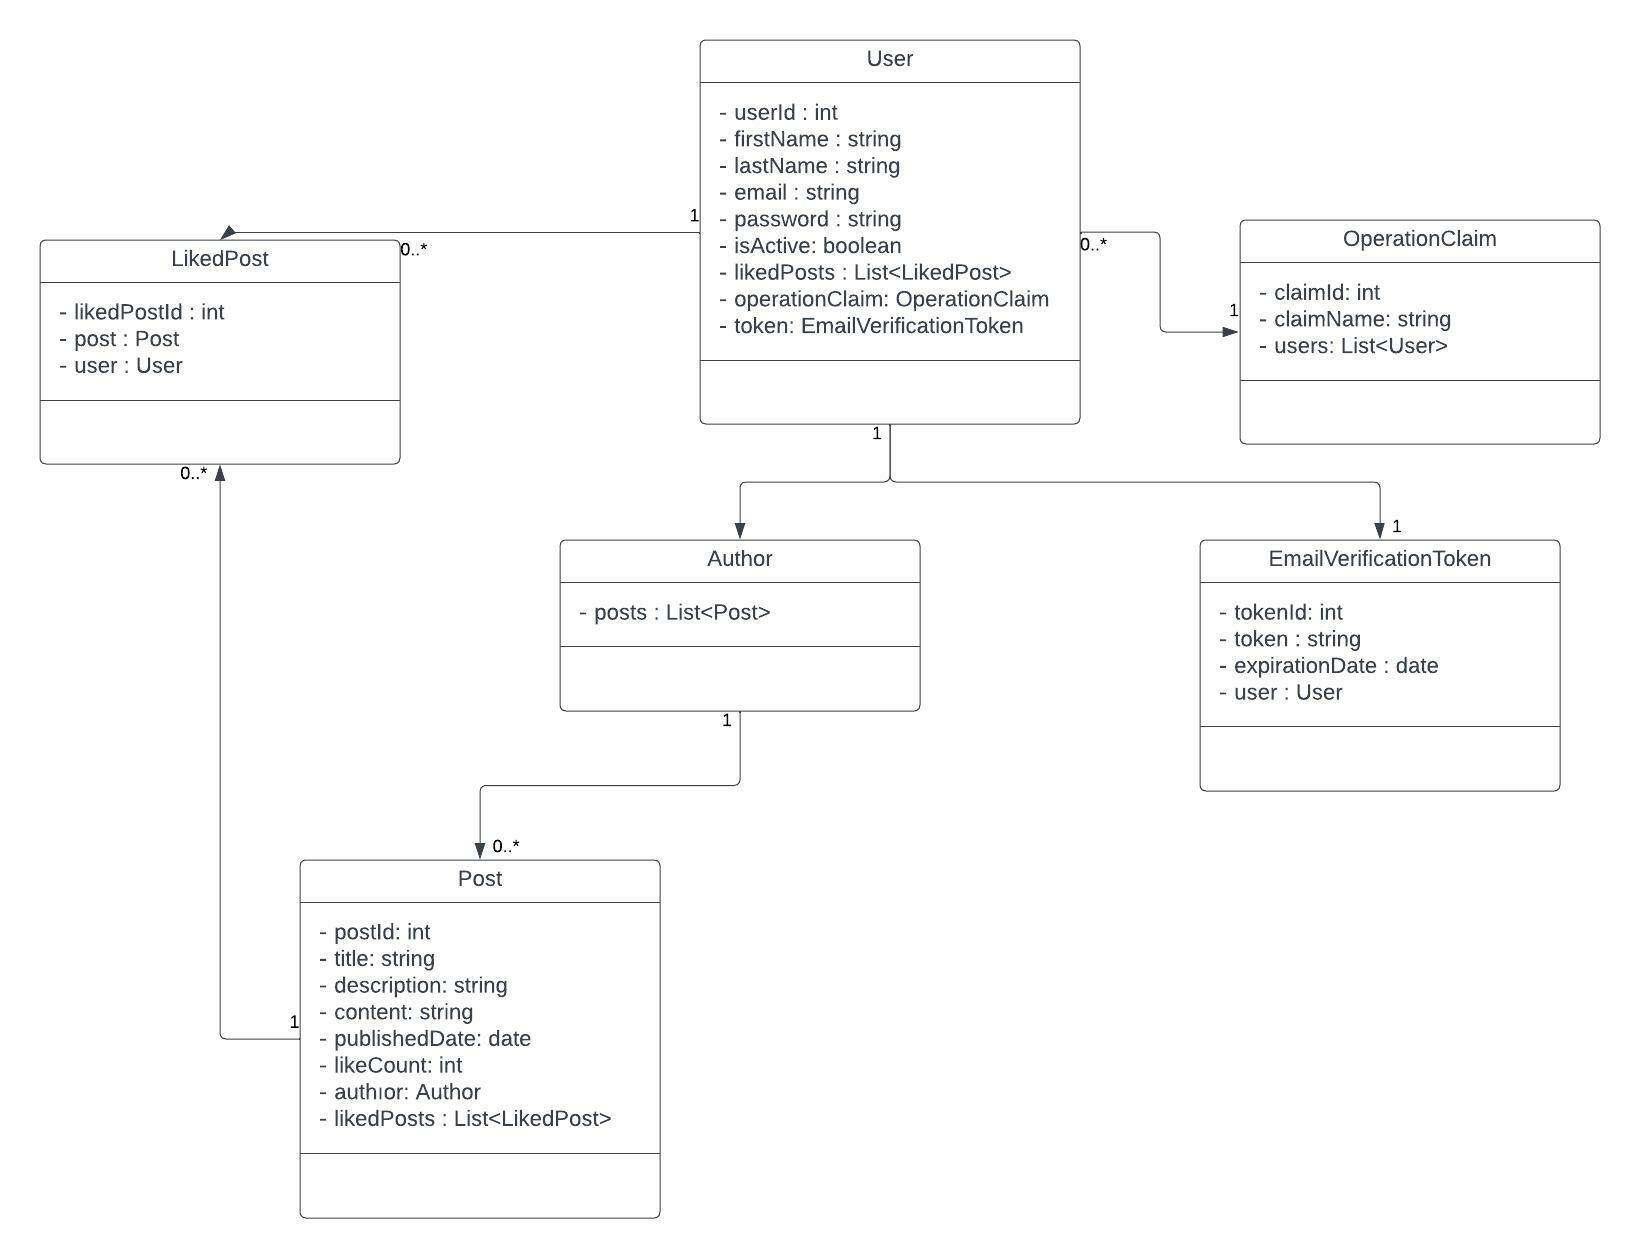 User
- userId : int
- firstName : string
- lastName : string
- email : string
- password : string
- isActive: boolean
- likedPosts : List<LikedPost>
- operationClaim: OperationClaim
- token: EmailVerificationToken
1
0..*
0..*
1
1
LikedPost
- likedPostId : int
- post : Post
- user : User
0..*
OperationClaim
- claimId: int
- claimName: string
- users: List<User>
Author
- posts : List<Post>
1
1
EmailVerificationToken
- tokenId: int
- token : string
- expirationDate : date
- user : User
0..*
1
Post
- postId: int
- title: string
- description: string
- content: string
- publishedDate: date
- likeCount: int
- authıor: Author
- likedPosts : List<LikedPost>